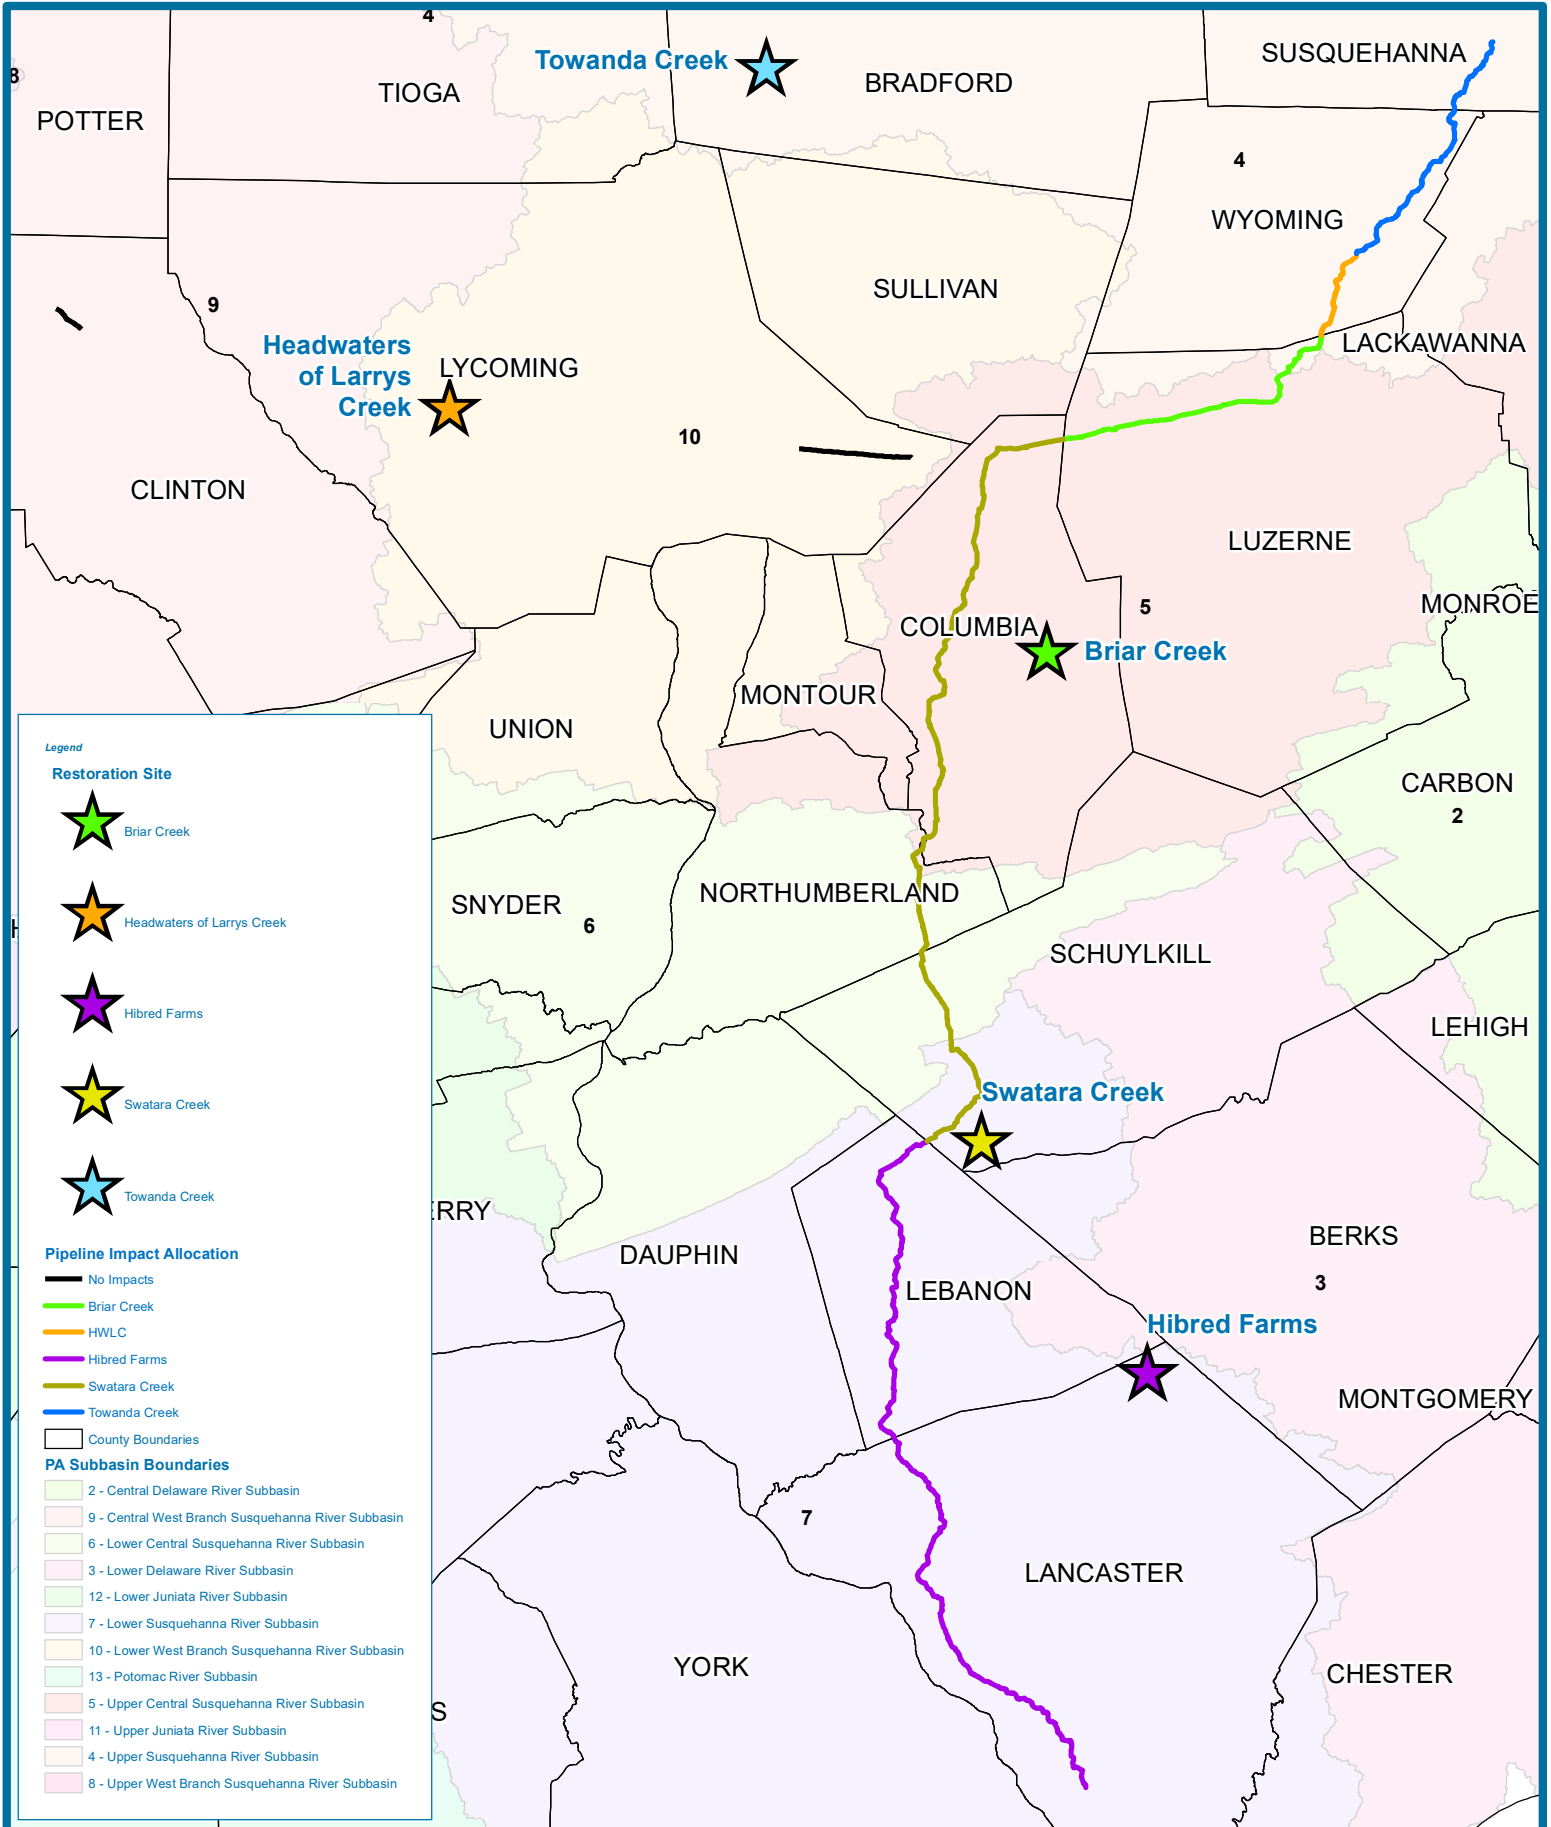 4
SUSQUEHANNA
Towanda Creek
8
BRADFORD
TIOGA
POTTER
4
WYOMING
SULLIVAN
9
Headwaters
of Larrys
Creek
LACKAWANNA
LYCOMING
10
CLINTON
LUZERNE
MONROE
5
COLUMBIA
Briar Creek
MONTOUR
UNION
CARBON
2
NORTHUMBERLAND
SNYDER
6
SCHUYLKILL
LEHIGH
Swatara Creek
ERRY
BERKS
DAUPHIN
3
LEBANON
Hibred Farms
MONTGOMERY
7
LANCASTER
YORK
CHESTER
S
Legend
Restoration Site
Briar Creek
Headwaters of Larrys Creek
Hibred Farms
Swatara Creek
Towanda Creek
Pipeline Impact Allocation
No Impacts
Briar Creek
HWLC
Hibred Farms
Swatara Creek
Towanda Creek
County Boundaries
PA Subbasin Boundaries
2 - Central Delaware River Subbasin
9 - Central West Branch Susquehanna River Subbasin
6 - Lower Central Susquehanna River Subbasin
3 - Lower Delaware River Subbasin
12 - Lower Juniata River Subbasin
7 - Lower Susquehanna River Subbasin
10 - Lower West Branch Susquehanna River Subbasin
13 - Potomac River Subbasin
5 - Upper Central Susquehanna River Subbasin
11 - Upper Juniata River Subbasin
4 - Upper Susquehanna River Subbasin
8 - Upper West Branch Susquehanna River Subbasin